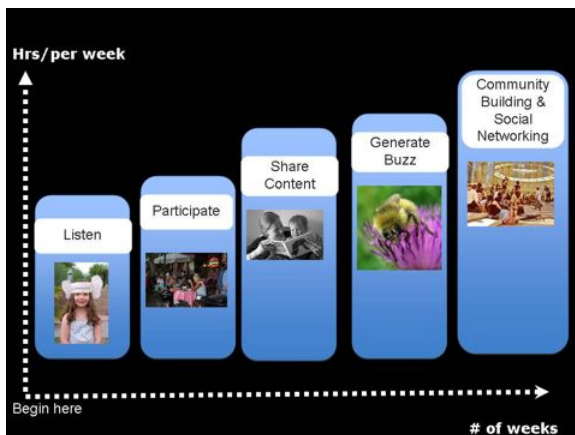 Hrs/per week
Community
Building &
Social
Networking
Generate
Buzz
Share
Content
Participate
Listen
Begin here
# of weeks